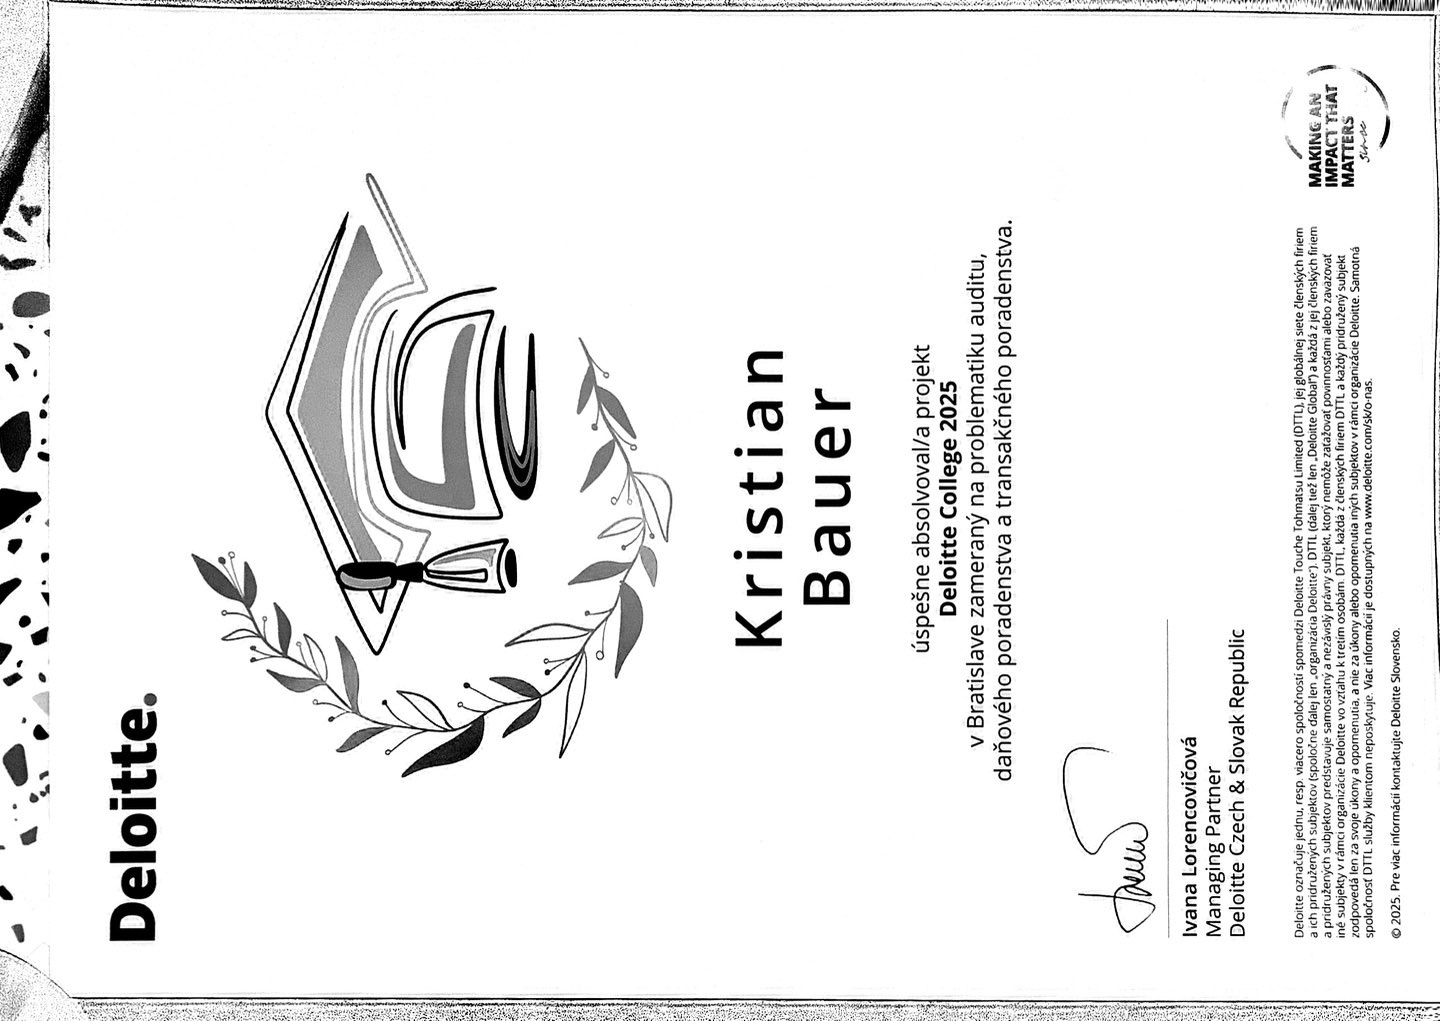 Deloitte.
Kristian
Bauer
úspešne absolvoval/a projekt
Deloitte College 2025
v Bratislave zameraný na problematiku auditu,
daňového poradenstva a transakčného poradenstva.
Ivana Lorencovičová
Managing Partner
Deloitte Czech & Slovak Republic
Deloitte označuje jednu, resp. viacero spoločností spomedzi Deloitte Touche Tohmatsu Limited (DTTL), jej globálnej siete členských firiem
a ich pridružených subjektov (spoločne ďalej len „organizácia Deloitte“). DTTL (ďalej tiež len „Deloitte Global“) a každá z jej členských firiem
a pridružených subjektov predstavuje samostatný a nezávislý právny subjekt, ktorý nemôže zaťažovať povinnosťami alebo zaväzovať
iné subjekty v rámci organizácie Deloitte vo vzťahu k tretím osobám. DTTL, každá z členských firiem DTTL a každý pridružený subjekt
zodpovedá len za svoje úkony a opomenutia, a nie za úkony alebo opomenutia iných subjektov v rámci organizácie Deloitte. Samotná
spoločnosť DTTL služby klientom neposkytuje. Viac informácií je dostupných na www.deloitte.com/sk/o-nas.
© 2025. Pre viac informácií kontaktujte Deloitte Slovensko.
MAKING AN
IMPACT THAT
MATTERS
since